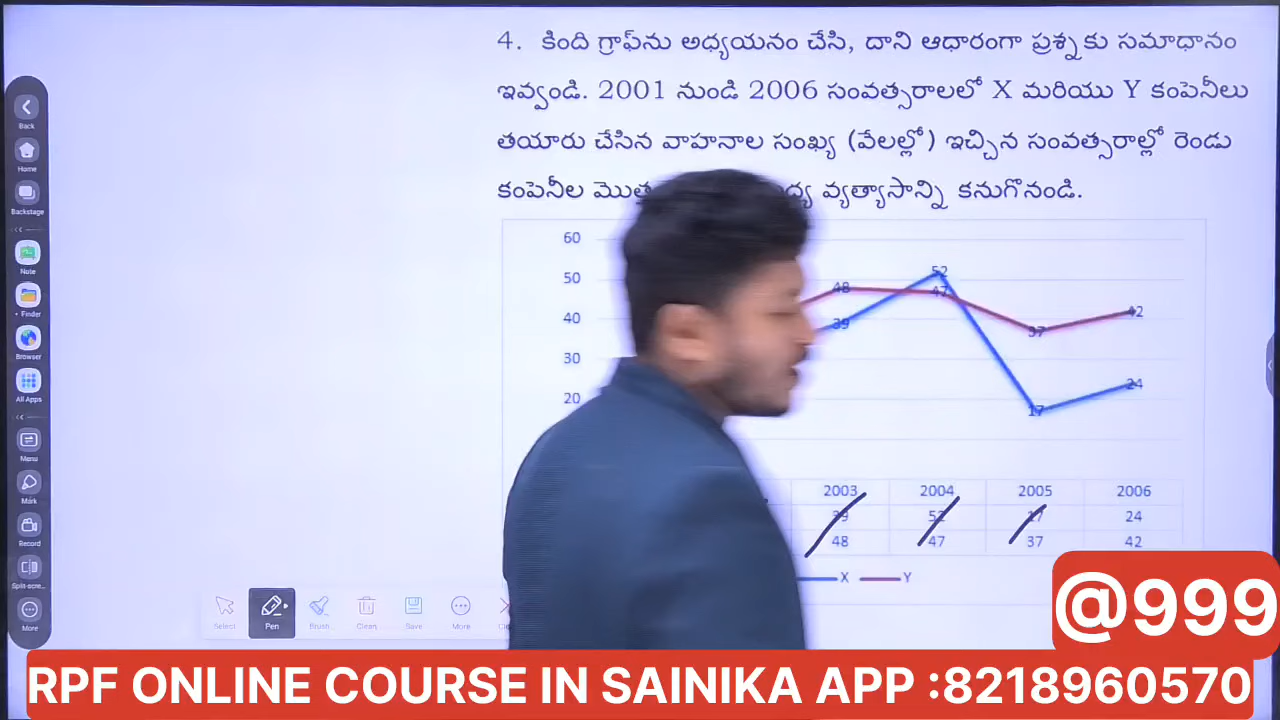 4. కింది గ్రాఫ్‌ను అధ్యయనం చేసి, దాని ఆధారంగా ప్రశ్నకు సమాధానం
ఇవ్వండి. 2001 నుండి 2006 సంవత్సరాలలో X మరియు Y కంపెనీలు
తయారు చేసిన వాహనాల సంఖ్య (వేలల్లో) ఇచ్చిన సంవత్సరాల్లో రెండు
కంపెనీల వ్యత్యాసాన్ని కనుగొనండి.
60
50
40
30
20
52
48
47
39
37
42
24
17
2003 2004 2005 2006
39 52 17 24
48 47 37 42
X Y
Back
Home
Backstage
Note
Finder
Browser
All Apps
Menu
Mark
Record
Split-scre...
More
Select Pen Brush Clean Save More
@999
RPF ONLINE COURSE IN SAINIKA APP :8218960570